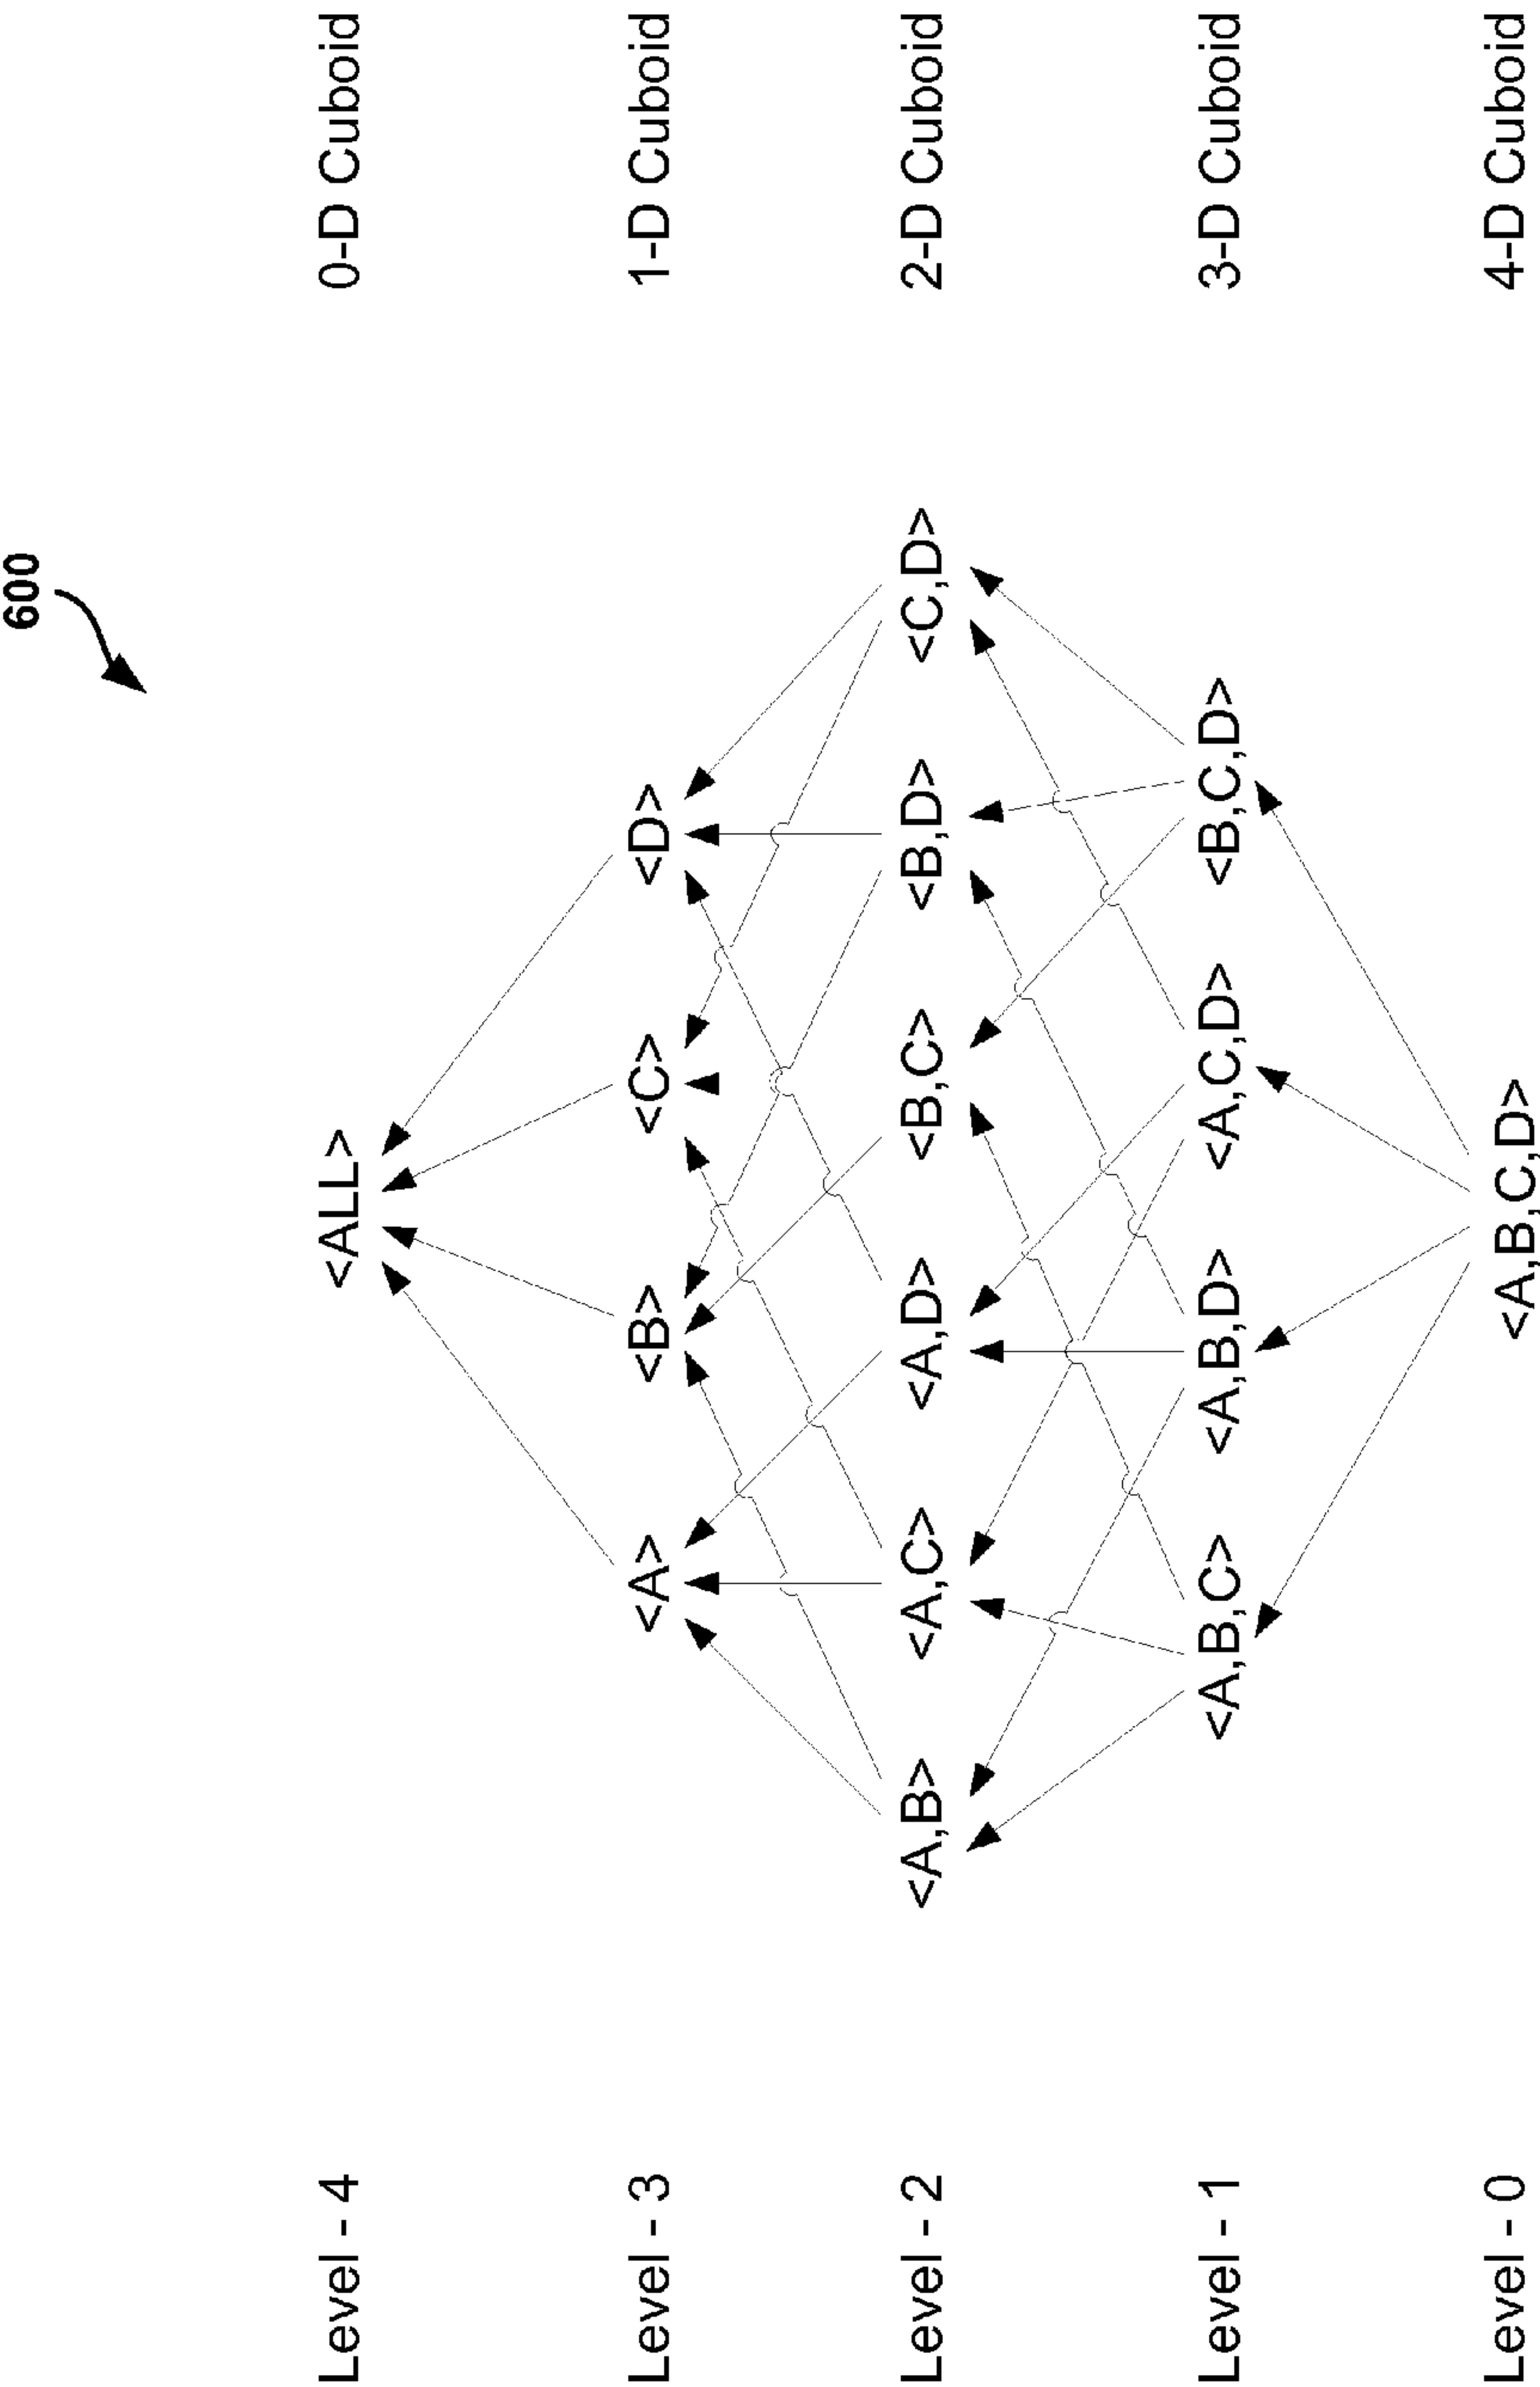 600
Level - 4
<ALL>
0-D Cuboid
Level - 3
<A>
<B>
<C>
<D>
1-D Cuboid
Level - 2
<A,B>
<A,C>
<A,D>
<B,C>
<B,D>
<C,D>
2-D Cuboid
Level - 1
<A,B,C>
<A,B,D>
<A,C,D>
<B,C,D>
3-D Cuboid
Level - 0
<A,B,C,D>
4-D Cuboid